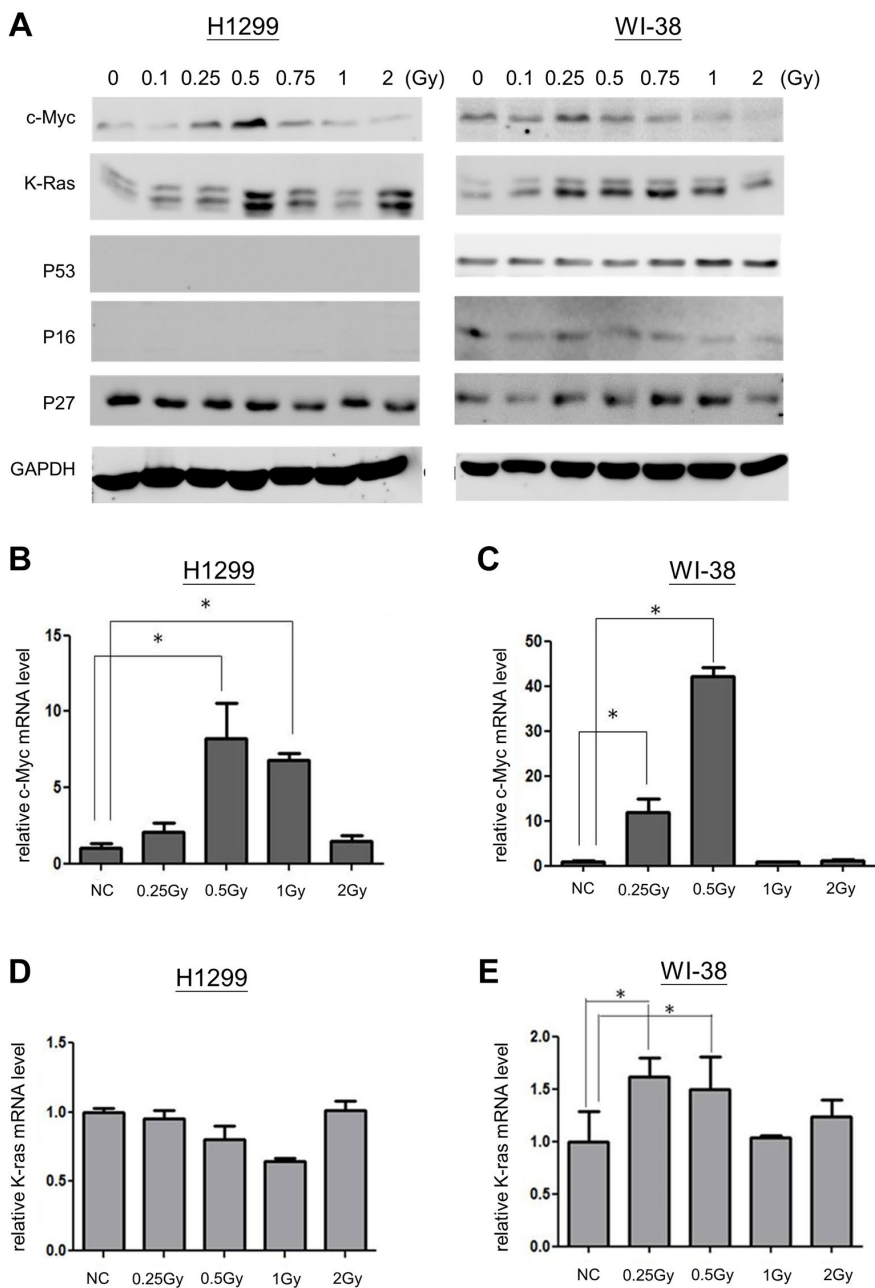 A
H1299
WI-38
0 0.1 0.25 0.5 0.75 1 2 (Gy)
0 0.1 0.25 0.5 0.75 1 2 (Gy)
c-Myc
K-Ras
P53
P16
P27
GAPDH
B
H1299
relative c-Myc mRNA level
15
10
5
0
* *
NC 0.25Gy 0.5Gy 1Gy 2Gy
C
WI-38
relative c-Myc mRNA level
50
40
30
20
10
0
* *
NC 0.25Gy 0.5Gy 1Gy 2Gy
D
H1299
relative K-ras mRNA level
1.5
1.0
0.5
0.0
NC 0.25Gy 0.5Gy 1Gy 2Gy
E
WI-38
relative K-ras mRNA level
2.0
1.5
1.0
0.5
0.0
* *
NC 0.25Gy 0.5Gy 1Gy 2Gy